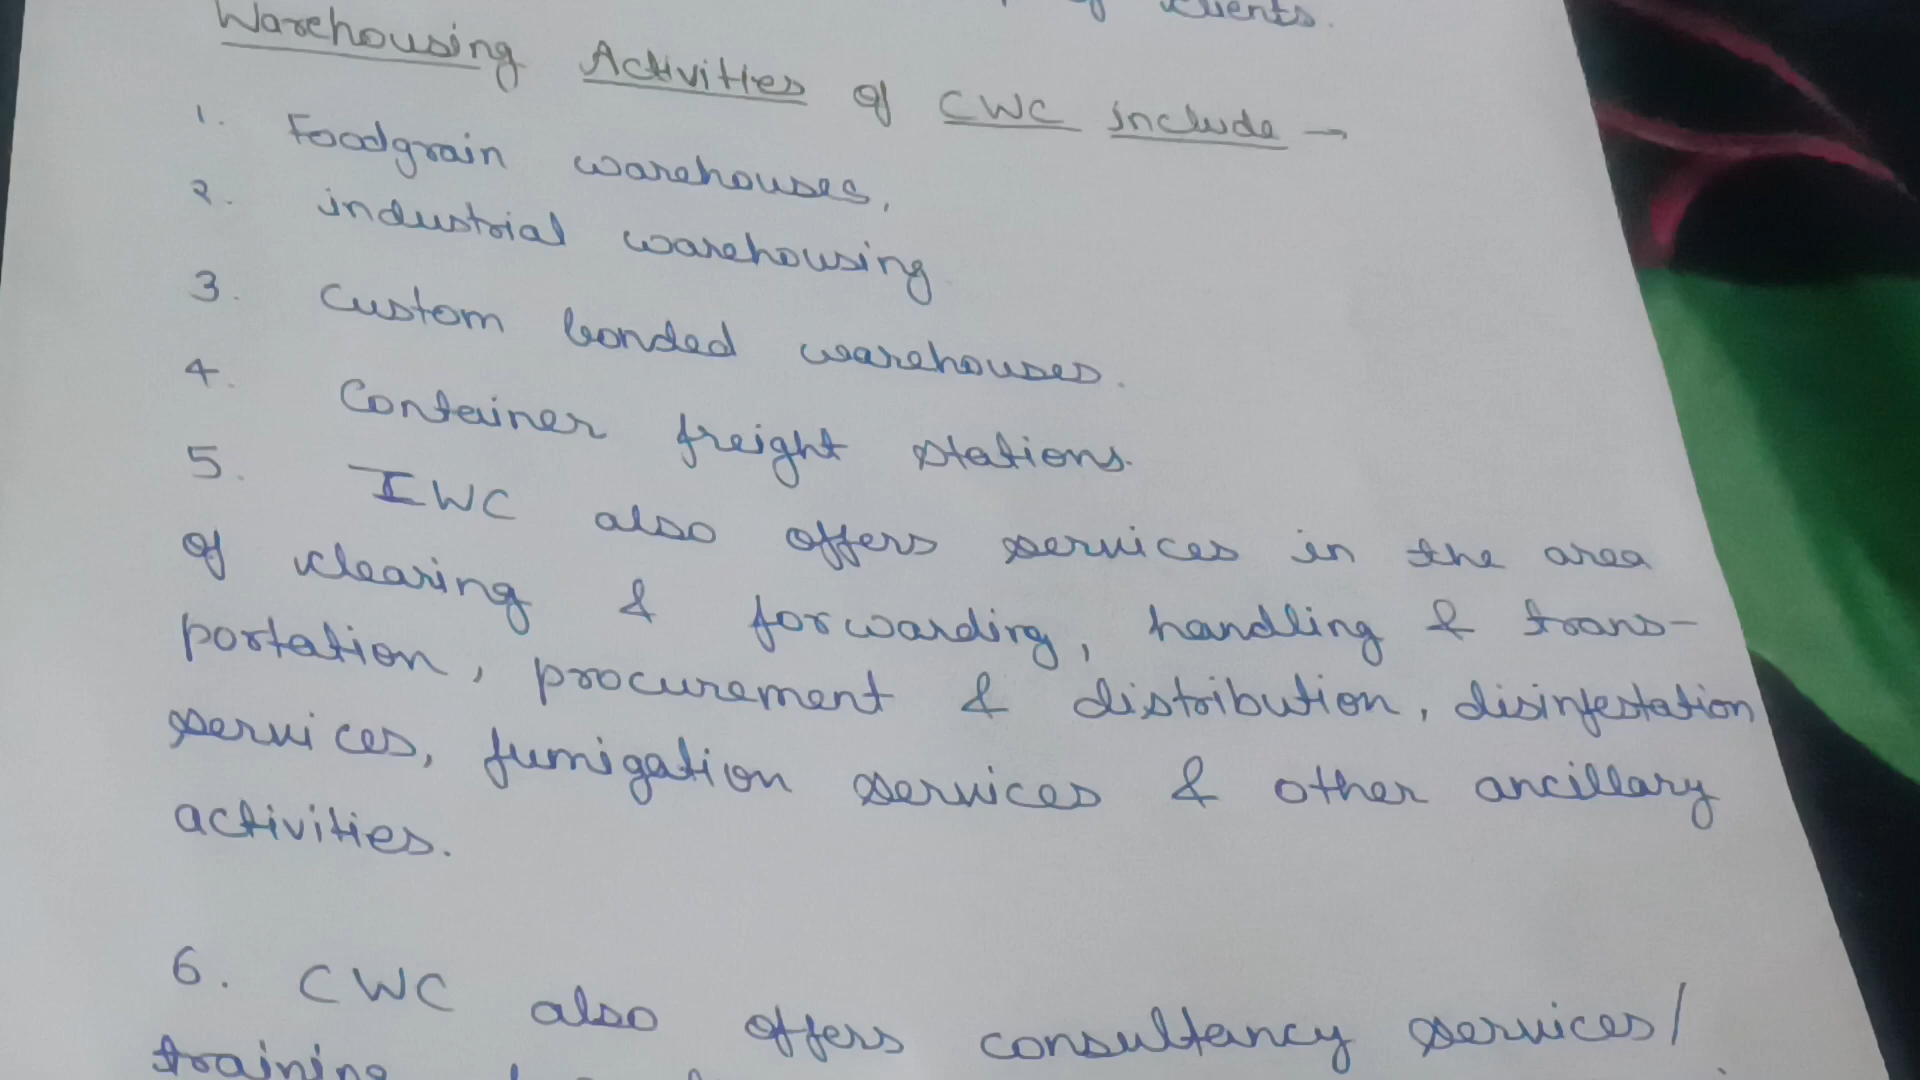 clients.
Warehousing Activities of CWC include →
1. Foodgrain warehouses,
2. industrial warehousing
3. Custom bonded warehouses.
4. Container freight stations.
5. IWC also offers services in the area
of clearing & forwarding, handling & trans-
portation, procurement & distribution, disinfestation
services, fumigation services & other ancillary
activities.
6. CWC also offers consultancy services/
training